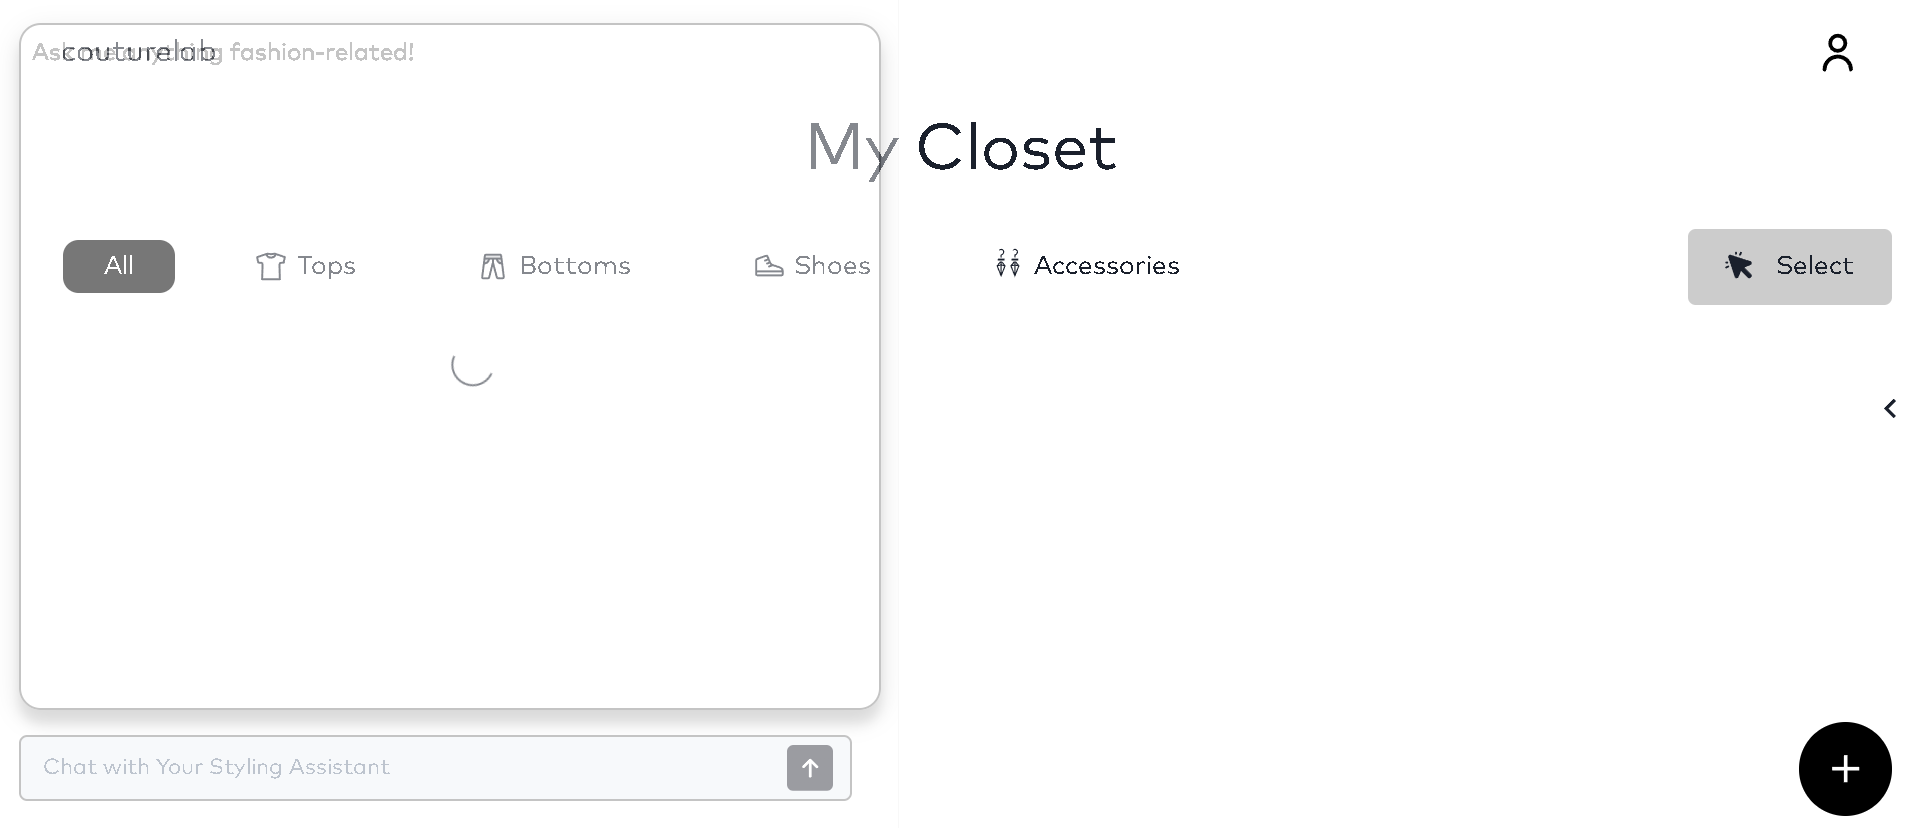 couturelab
Ask me anything fashion-related!
My Closet
All
Tops
Bottoms
Shoes
Accessories
Select
Chat with Your Styling Assistant